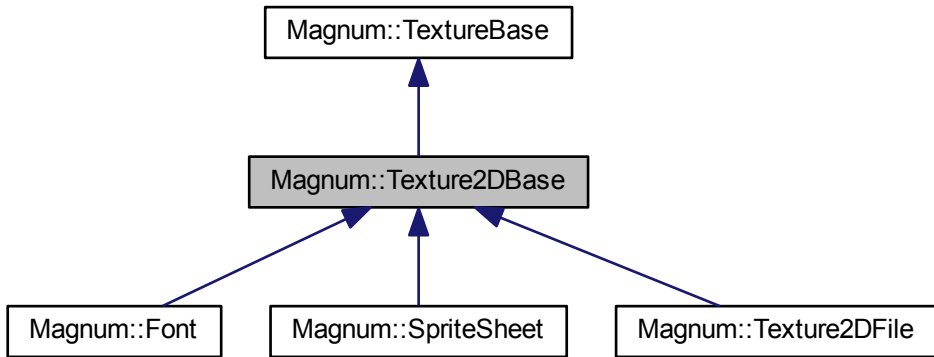 Magnum::TextureBase
Magnum::Texture2DBase
Magnum::Font
Magnum::SpriteSheet
Magnum::Texture2DFile